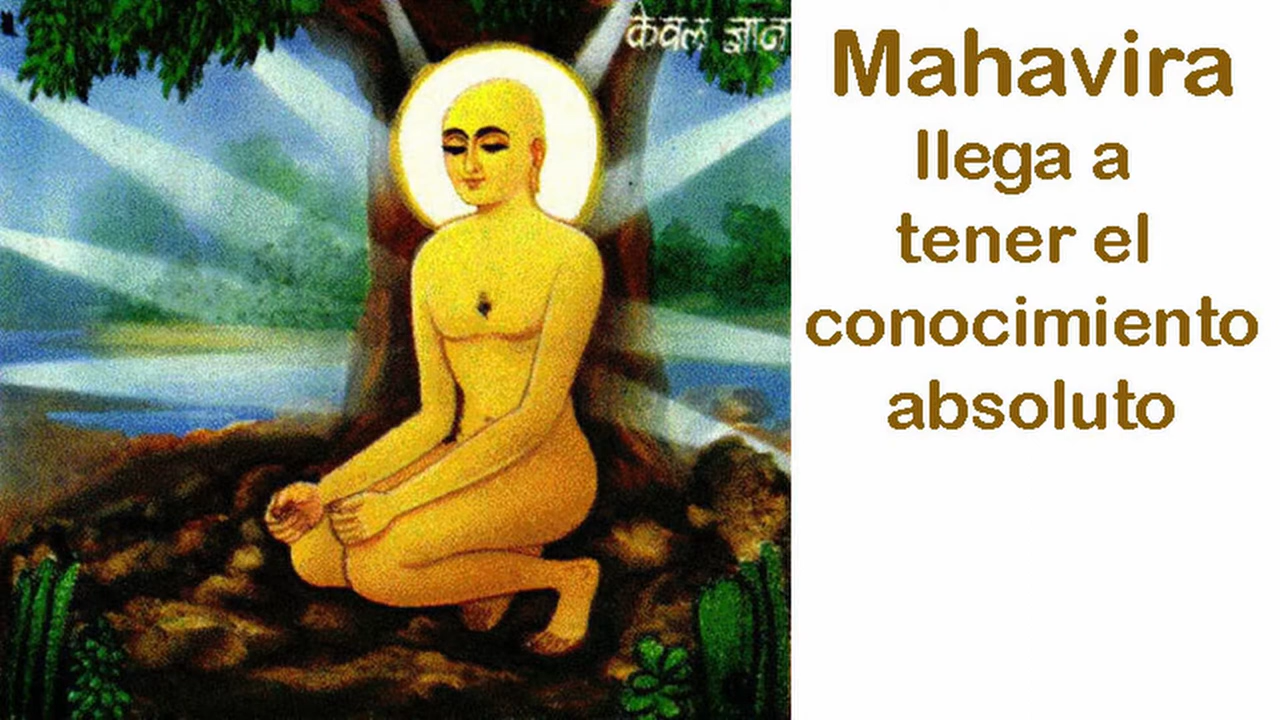 केवल ज्ञान
Mahavira
llega a
tener el
conocimiento
absoluto